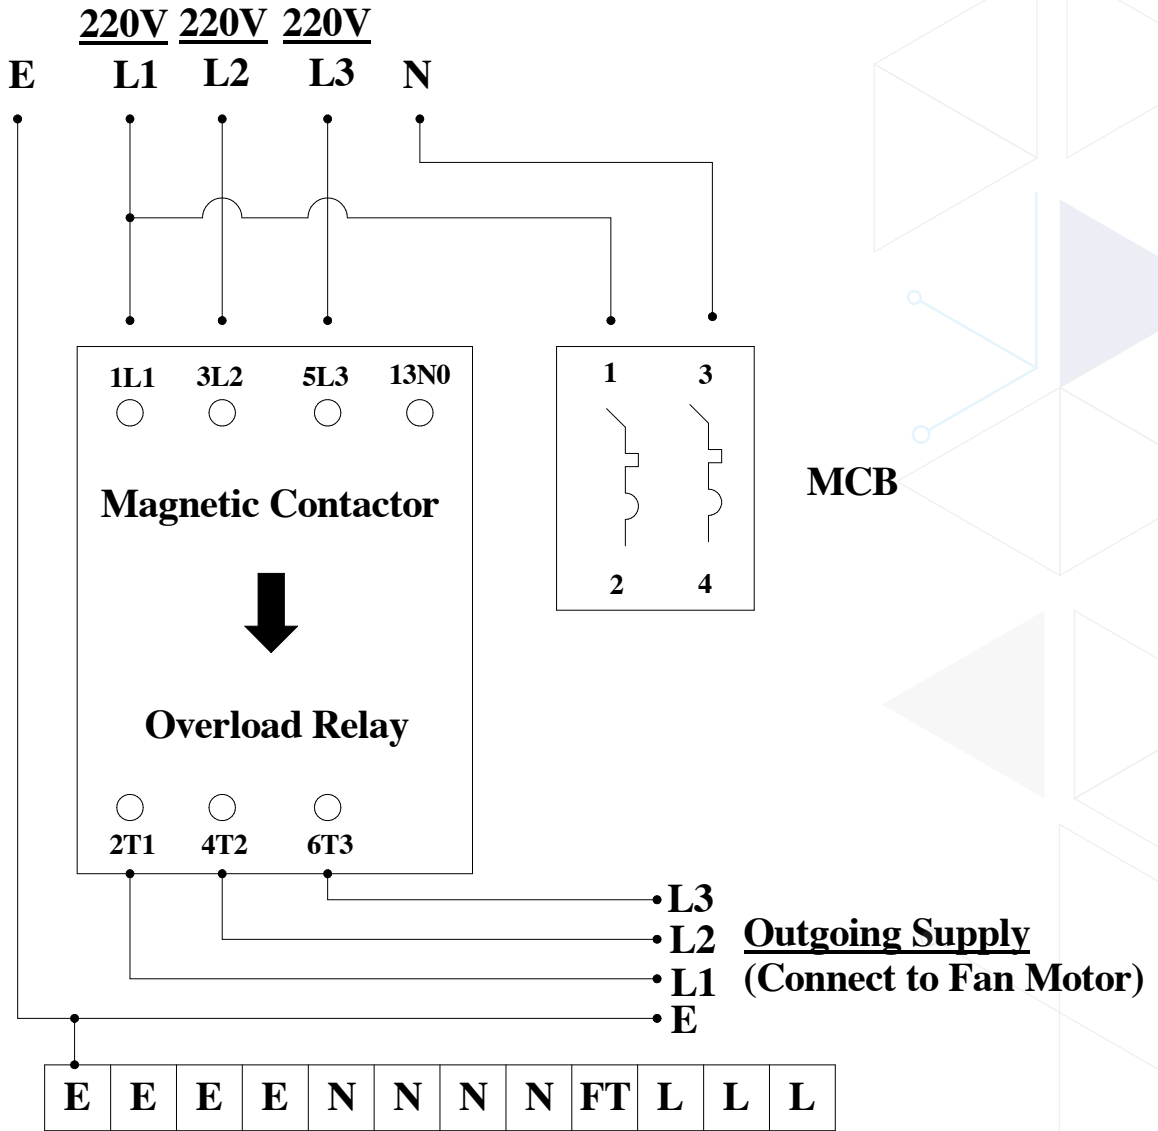 220V 220V 220V
E L1 L2 L3 N
1L1 3L2 5L3 13N0
1 3
Magnetic Contactor
MCB
2 4
Overload Relay
2T1 4T2 6T3
L3
L2 Outgoing Supply
L1 (Connect to Fan Motor)
E
E E E E N N N N FT L L L